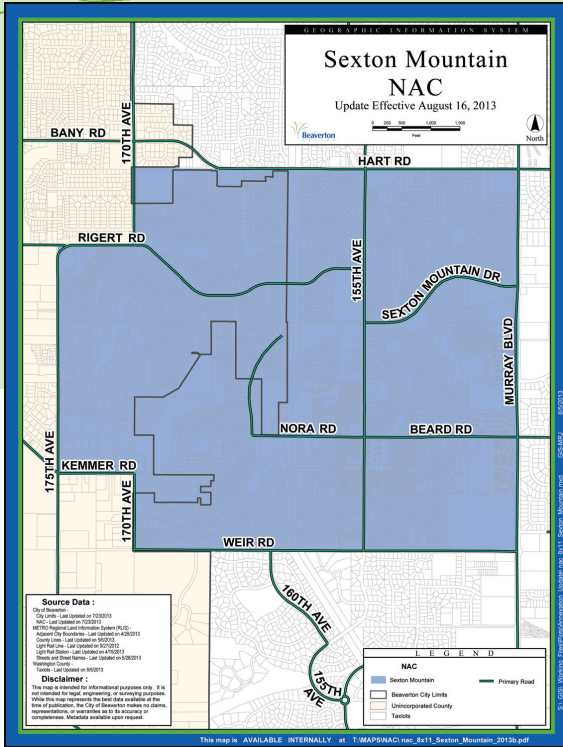 GEOGRAPHIC INFORMATION SYSTEM
Sexton Mountain
NAC
Update Effective August 16, 2013
Beaverton
0 250 500 1,000 1,500
Feet
North
BANY RD
170TH AVE
HART RD
RIGERT RD
155TH AVE
SEXTON MOUNTAIN DR
MURRAY BLVD
NORA RD
BEARD RD
175TH AVE
KEMMER RD
170TH AVE
WEIR RD
160TH AVE
155TH AVE
Source Data :
City of Beaverton -
City Limits - Last Updated on 7/23/2013
NAC - Last Updated on 7/23/2013
METRO Regional Land Information System (RLIS) -
Adjacent City Boundaries - Last Updated on 4/26/2013
County Lines - Last Updated on 5/6/2013
Light Rail Line - Last Updated on 9/27/2012
Light Rail Station - Last Updated on 4/15/2013
Streets and Street Names - Last Updated on 5/28/2013
Washington County -
Taxlots - Last Updated on 8/5/2013
Disclaimer :
This map is intended for informational purposes only. It is
not intended for legal, engineering, or surveying purposes.
While this map represents the best data available at the
time of publication, the City of Beaverton makes no claims,
representations, or warranties as to its accuracy or
completeness. Metadata available upon request.
LEGEND
NAC
Sexton Mountain
Beaverton City Limits
Unincorporated County
Taxlots
Primary Road
This map is AVAILABLE INTERNALLY at T:\MAPS\NAC\ nac_8x11_Sexton_Mountain_2013b.pdf
8/5/2013